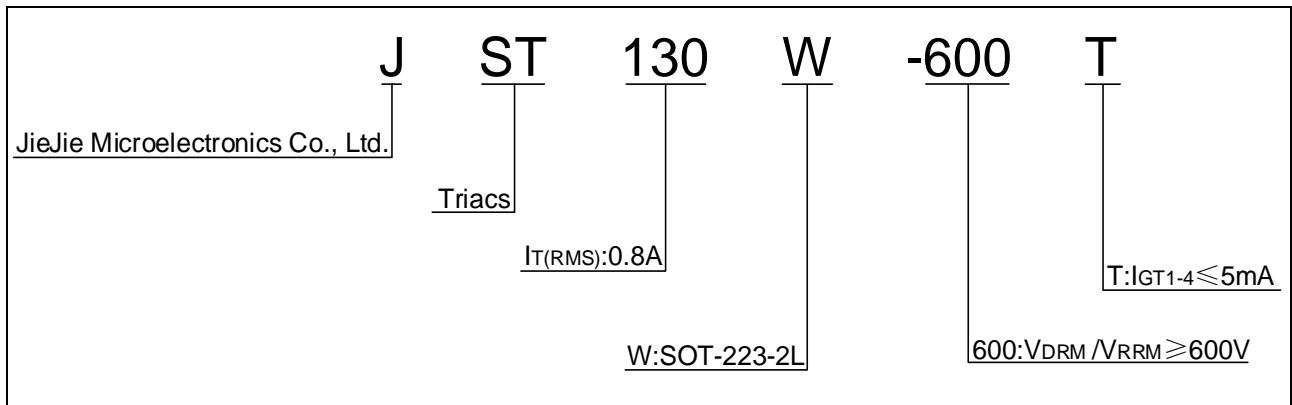 J ST 130 W -600 T
JieJie Microelectronics Co., Ltd.
Triacs
IT(RMS):0.8A
T:IGT1-4≤5mA
W:SOT-223-2L
600:VDRM /VRRM≥600V